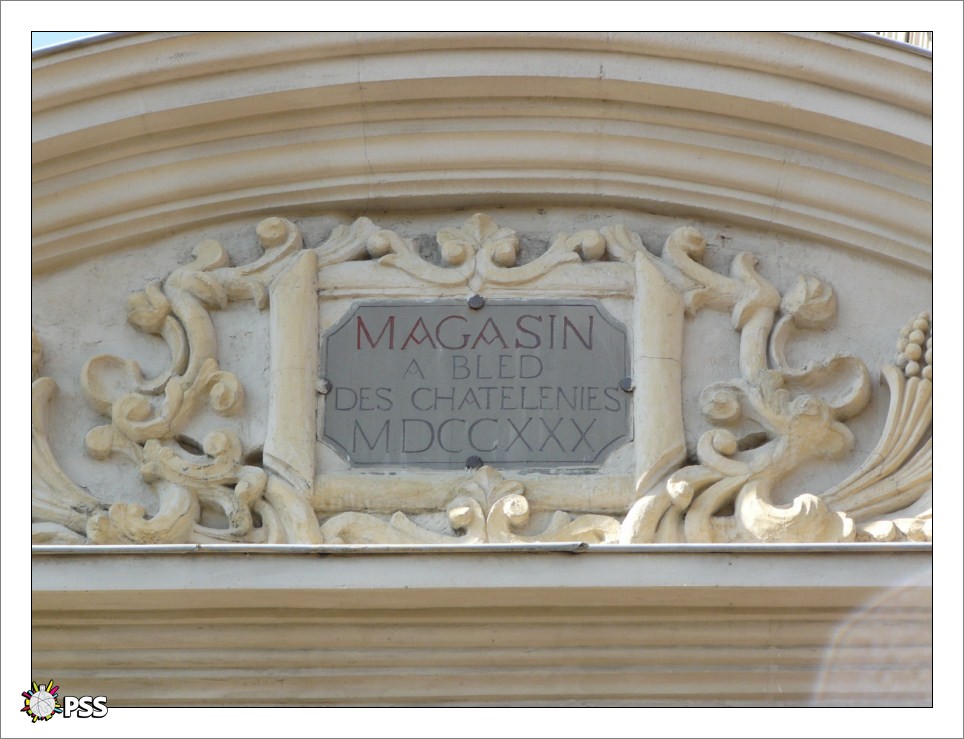 MAGASIN
A BLED
DES CHATELENIES
MDCCXXX
PSS